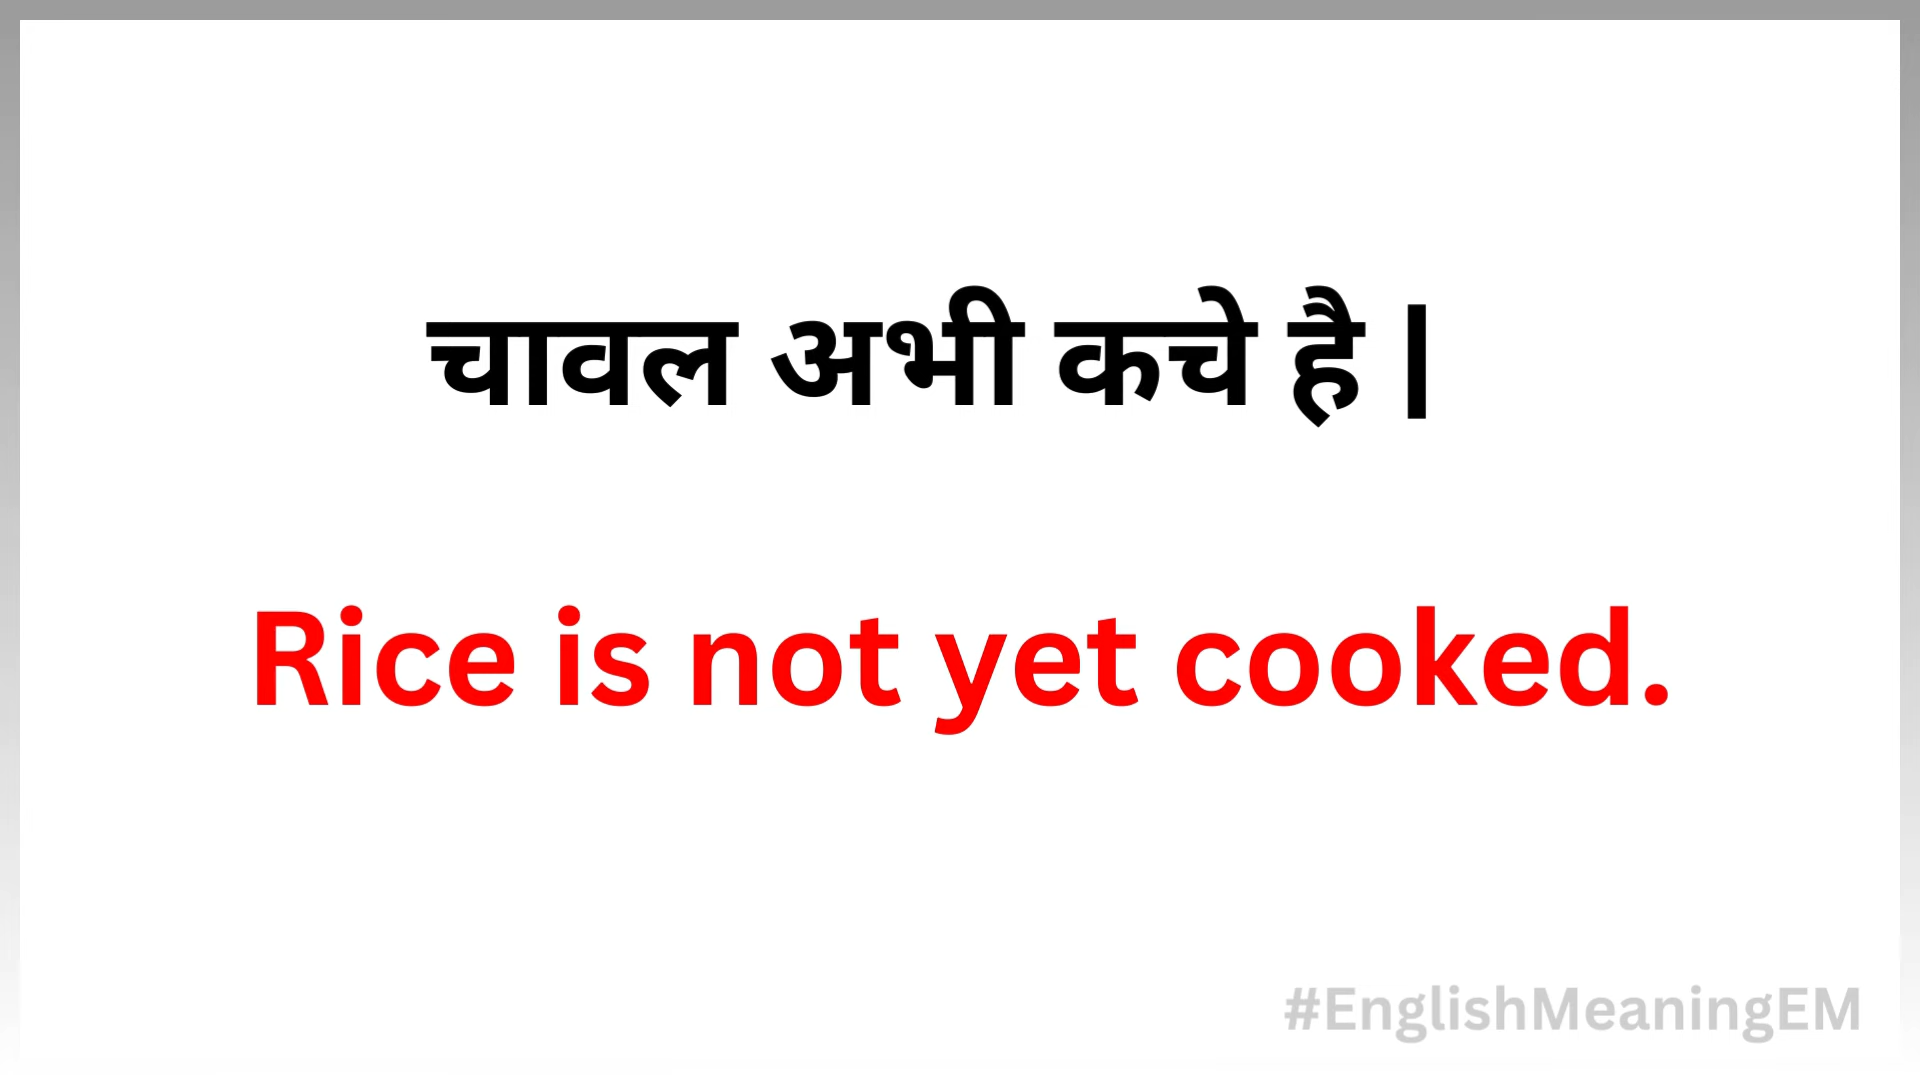 चावल अभी कचे है |
Rice is not yet cooked.
#EnglishMeaningEM